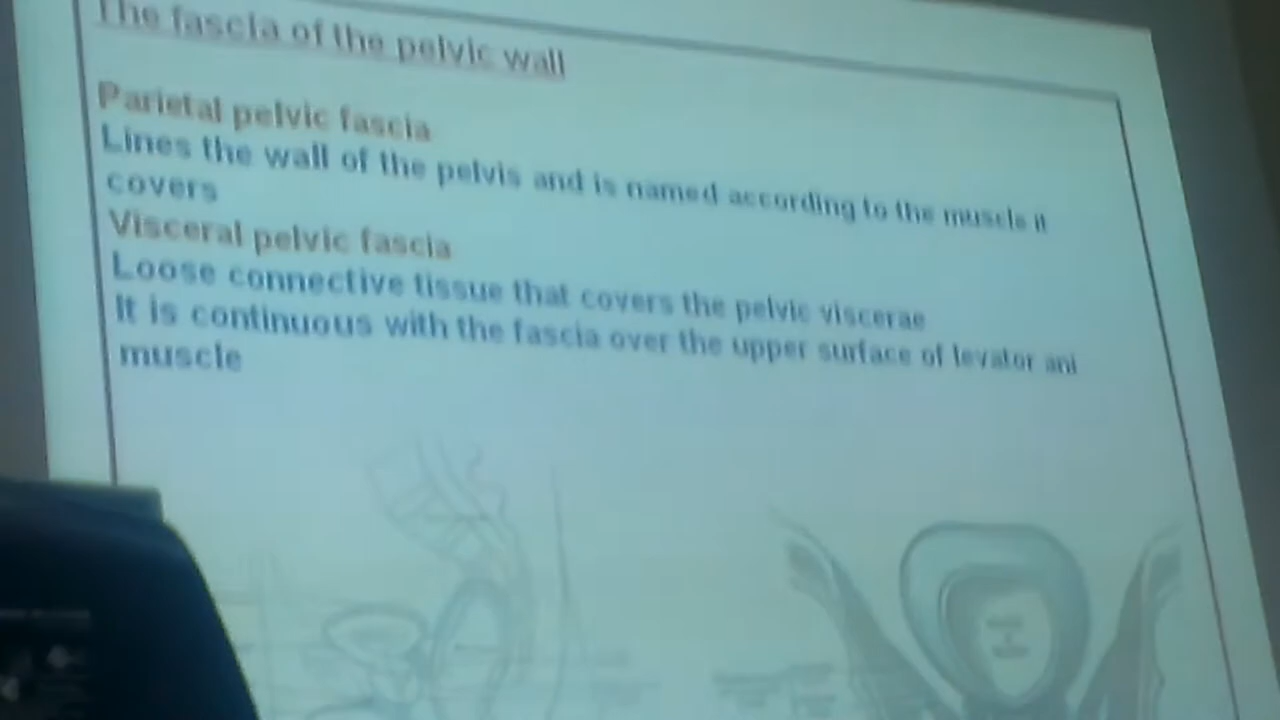 The fascia of the pelvic wall
Parietal pelvic fascia
Lines the wall of the pelvis and is named according to the muscle it
covers
Visceral pelvic fascia
Loose connective tissue that covers the pelvic viscerae
It is continuous with the fascia over the upper surface of levator ani
muscle